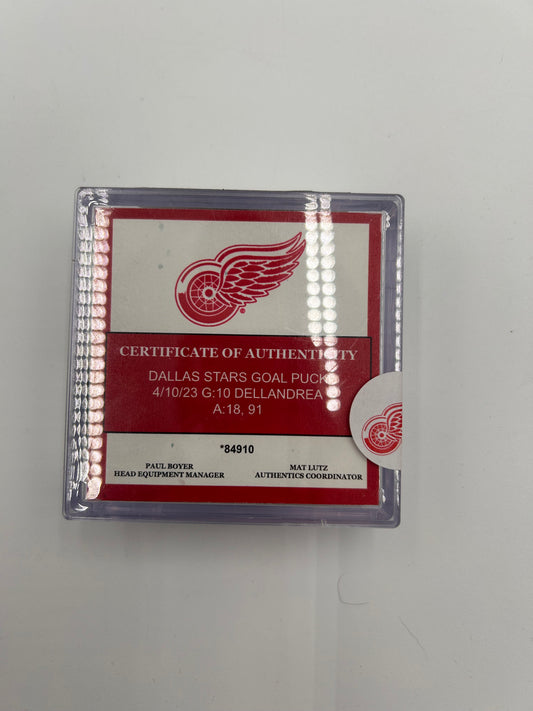 CERTIFICATE OF AUTHENTICITY
DALLAS STARS GOAL PUCK
4/10/23 G:10 DELLANDREA
A:18, 91
*84910
PAUL BOYER
HEAD EQUIPMENT MANAGER
MAT LUTZ
AUTHENTICS COORDINATOR